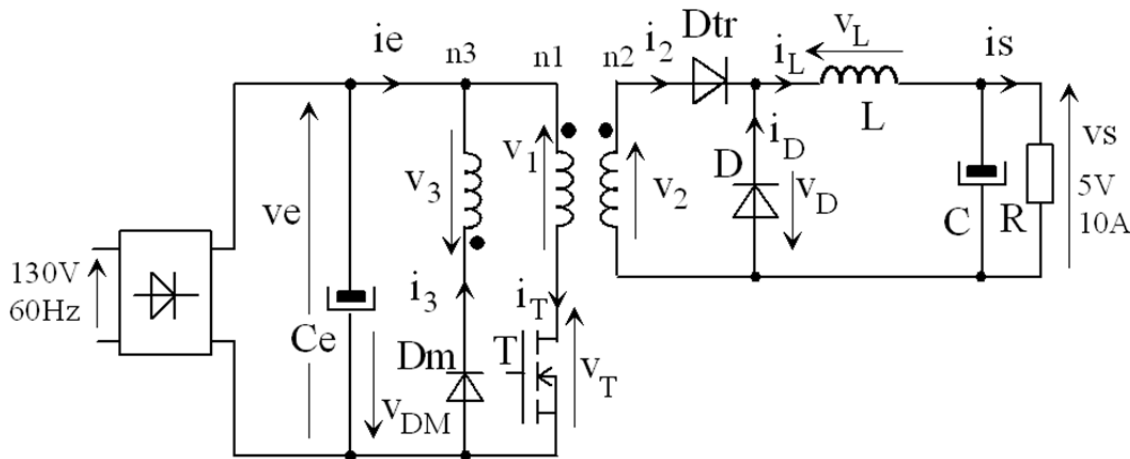 ie
n3
n1
n2
i2
Dtr
iL
vL
is
L
ve
v3
v1
v2
D
iD
vD
C
R
vs
5V
10A
130V
60Hz
Ce
i3
iT
Dm
T
vT
vDM